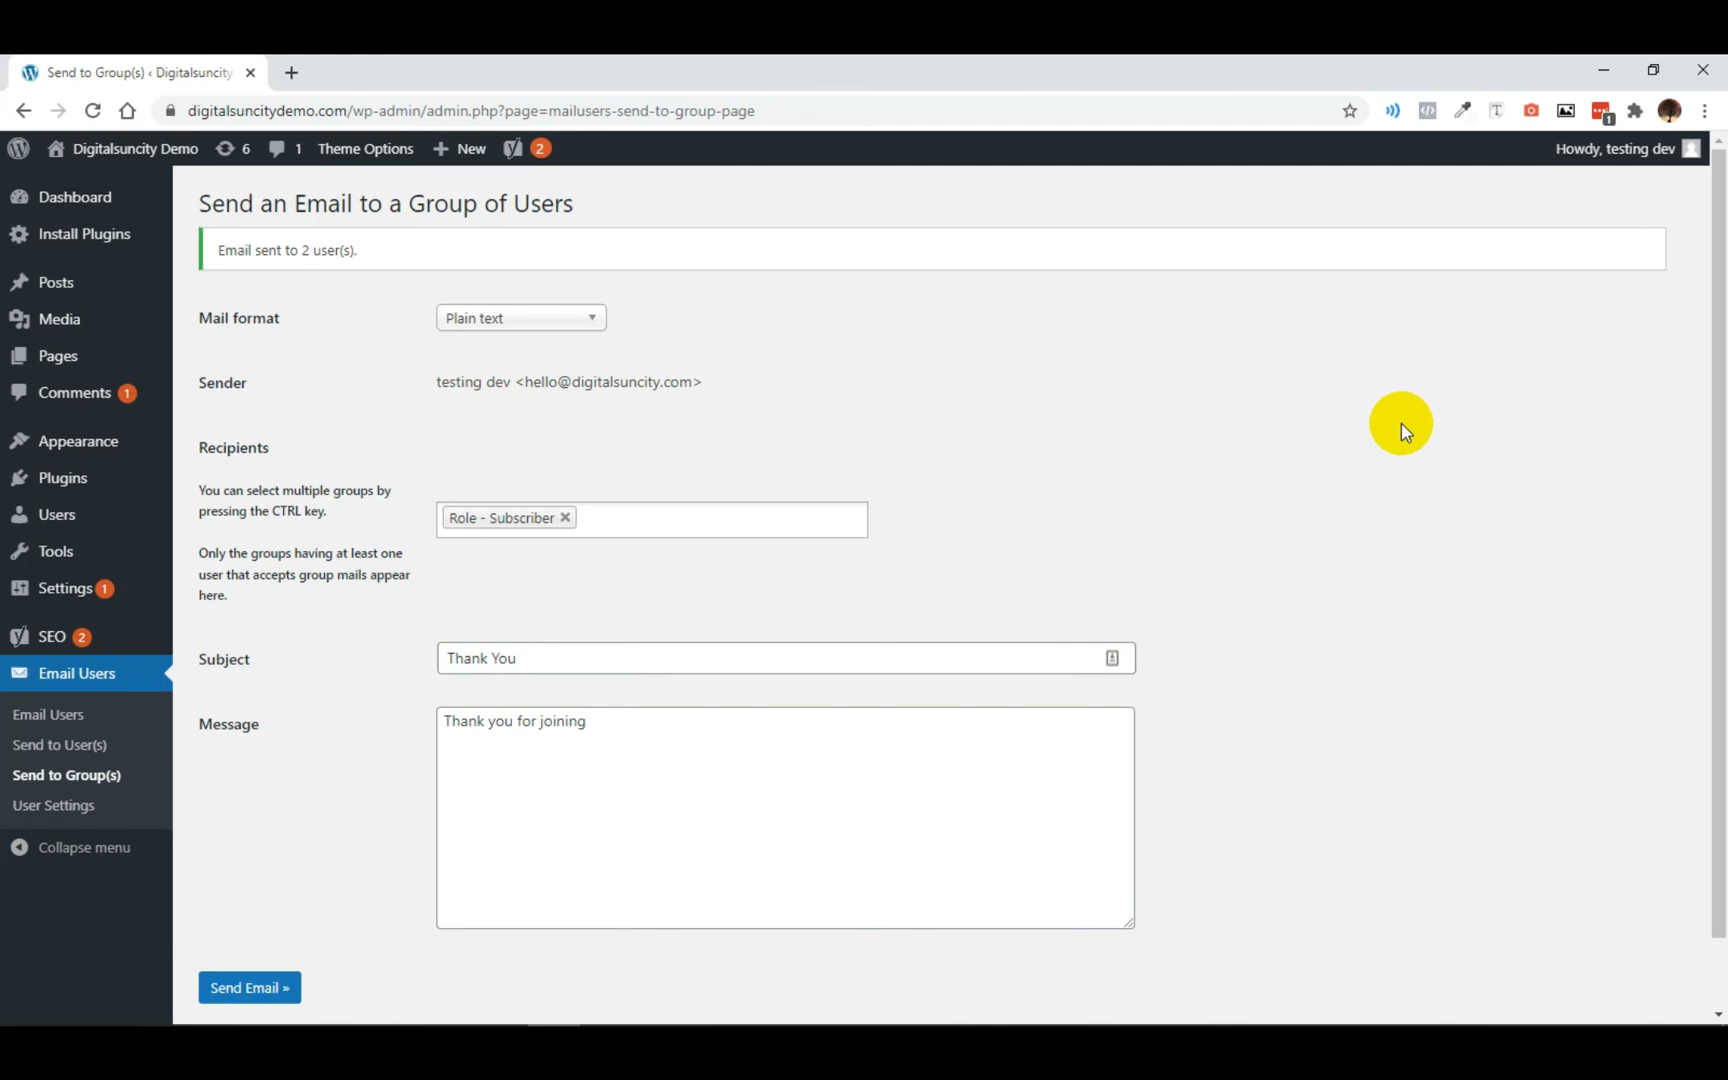 Send to Group(s) ‹ Digitalsuncity
digitalsuncitydemo.com/wp-admin/admin.php?page=mailusers-send-to-group-page
1
Digitalsuncity Demo
6
1
Theme Options
New
2
Howdy, testing dev
Dashboard
Install Plugins
Posts
Media
Pages
Comments 1
Appearance
Plugins
Users
Tools
Settings 1
SEO 2
Email Users
Email Users
Send to User(s)
Send to Group(s)
User Settings
Collapse menu
Send an Email to a Group of Users
Email sent to 2 user(s).
Mail format
Plain text
Sender
testing dev <hello@digitalsuncity.com>
Recipients
You can select multiple groups by
pressing the CTRL key.
Only the groups having at least one
user that accepts group mails appear
here.
Role - Subscriber
Subject
Thank You
Message
Thank you for joining
Send Email »